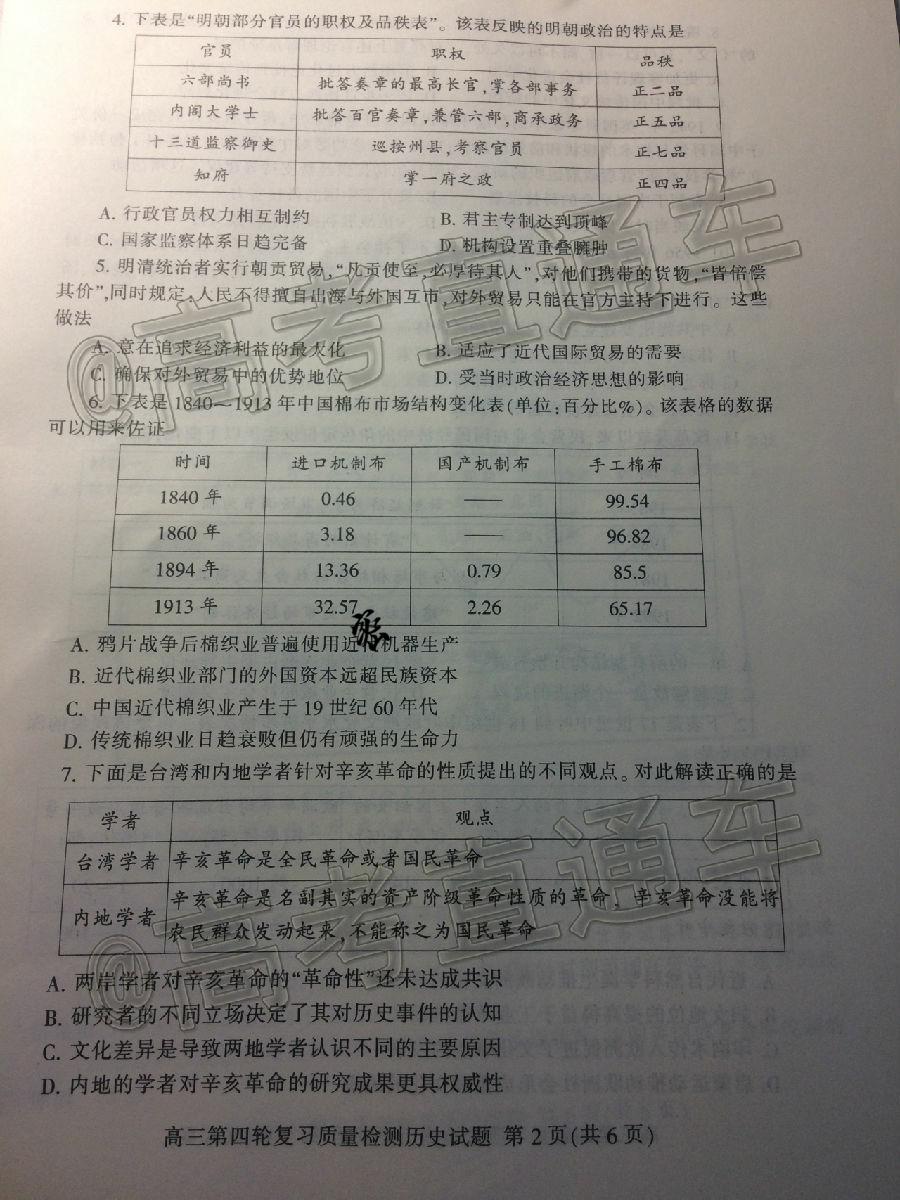 4. 下表是“明朝部分官员的职权及品秩表”。该表反映的明朝政治的特点是
官员 职权 品秩
六部尚书 批答奏章的最高长官,掌各部事务 正二品
内阁大学士 批答百官奏章,兼管六部,商承政务 正五品
十三道监察御史 巡按州县,考察官员 正七品
知府 掌一府之政 正四品
A. 行政官员权力相互制约 B. 君主专制达到顶峰
C. 国家监察体系日趋完备 D. 机构设置重叠臃肿
5. 明清统治者实行朝贡贸易,“凡贡使至,必厚待其人”,对他们携带的货物,“皆倍偿
其价”,同时规定,人民不得擅自出海与外国互市,对外贸易只能在官方主持下进行。这些
做法
A. 意在追求经济利益的最大化 B. 适应了近代国际贸易的需要
C. 确保对外贸易中的优势地位 D. 受当时政治经济思想的影响
6. 下表是1840—1913年中国棉布市场结构变化表(单位:百分比%)。该表格的数据
可以用来佐证
时间 进口机制布 国产机制布 手工棉布
1840年 0.46 —— 99.54
1860年 3.18 —— 96.82
1894年 13.36 0.79 85.5
1913年 32.57 2.26 65.17
A. 鸦片战争后棉织业普遍使用近代机器生产
B. 近代棉织业部门的外国资本远超民族资本
C. 中国近代棉织业产生于19世纪60年代
D. 传统棉织业日趋衰败但仍有顽强的生命力
7. 下面是台湾和内地学者针对辛亥革命的性质提出的不同观点。对此解读正确的是
学者 观点
台湾学者 辛亥革命是全民革命或者国民革命
内地学者 辛亥革命是名副其实的资产阶级革命性质的革命，辛亥革命没能将
农民群众发动起来,不能称之为国民革命
A. 两岸学者对辛亥革命的“革命性”还未达成共识
B. 研究者的不同立场决定了其对历史事件的认知
C. 文化差异是导致两地学者认识不同的主要原因
D. 内地的学者对辛亥革命的研究成果更具权威性
高三第四轮复习质量检测历史试题 第2页(共6页)
@高考直通车
@高考直通车